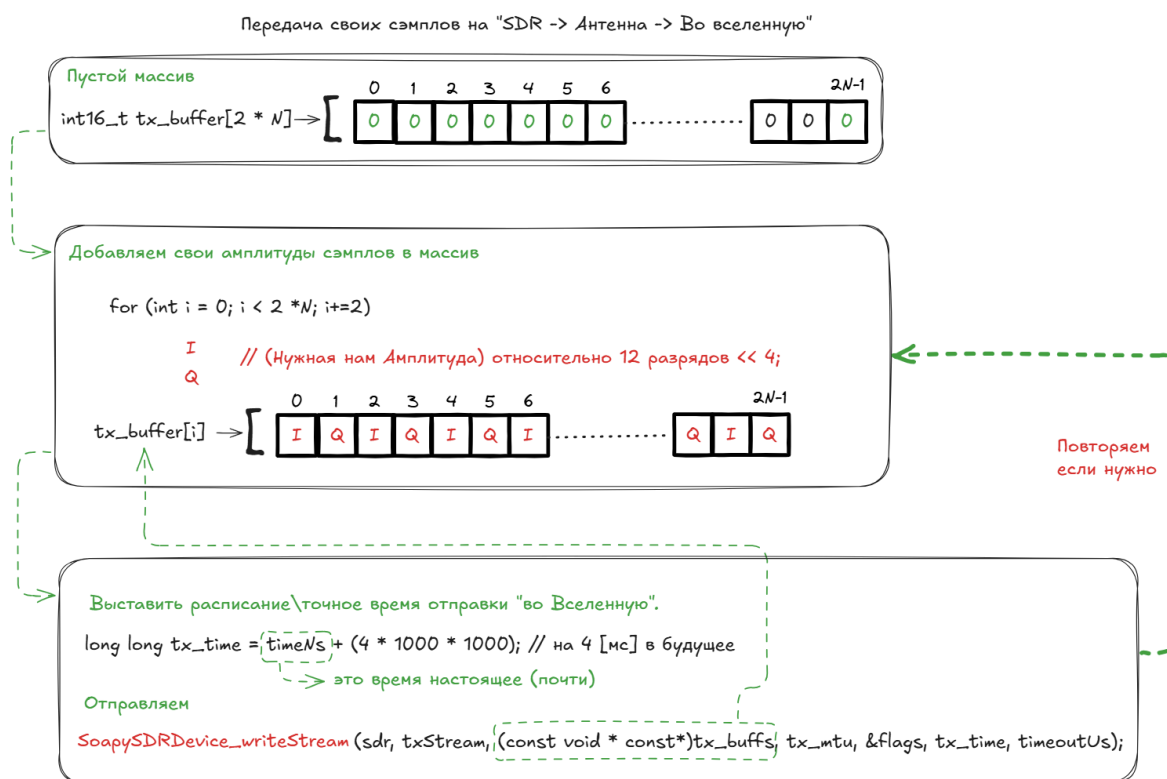 Передача своих сэмплов на "SDR -> Антенна -> Во вселенную"
Пустой массив
0 1 2 3 4 5 6 2N-1
int16_t tx_buffer[2 * N] 0 0 0 0 0 0 0 0 0 0
Добавляем свои амплитуды сэмплов в массив
for (int i = 0; i < 2 *N; i+=2)
I // (Нужная нам Амплитуда) относительно 12 разрядов << 4;
Q
0 1 2 3 4 5 6 2N-1
tx_buffer[i] I Q I Q I Q I Q I Q
Повторяем
если нужно
Выставить расписание\точное время отправки "во Вселенную".
long long tx_time = timeNs + (4 * 1000 * 1000); // на 4 [мс] в будущее
это время настоящее (почти)
Отправляем
SoapySDRDevice_writeStream (sdr, txStream, (const void * const*)tx_buffs, tx_mtu, &flags, tx_time, timeoutUs);